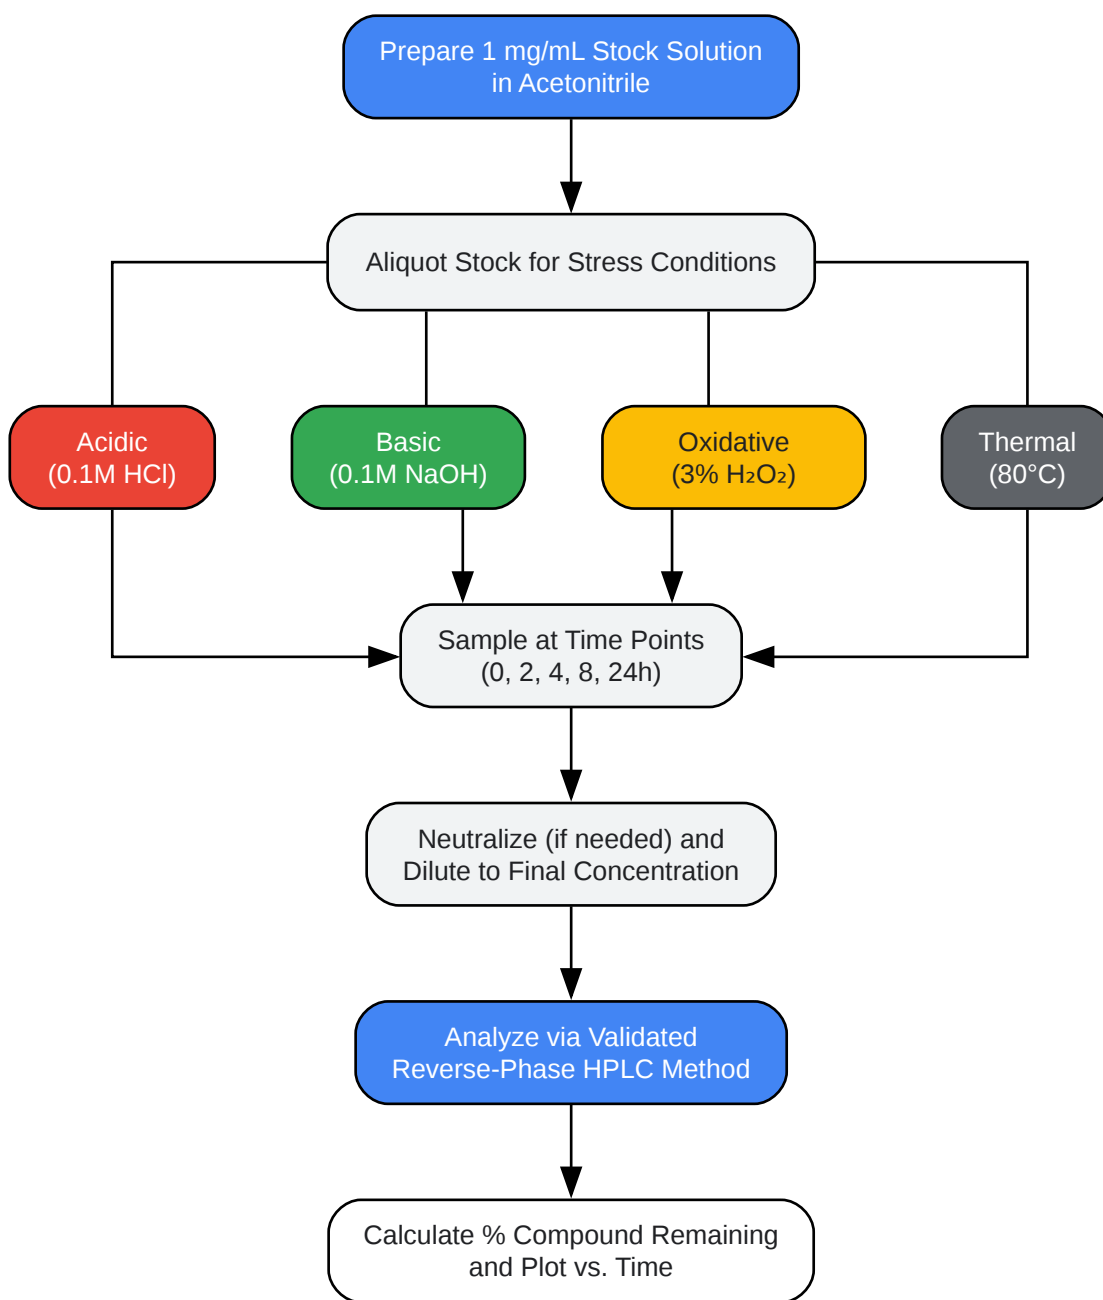 Prepare 1 mg/mL Stock Solution
in Acetonitrile
Aliquot Stock for Stress Conditions
Acidic
(0.1M HCl)
Basic
(0.1M NaOH)
Oxidative
(3% H₂O₂)
Thermal
(80°C)
Sample at Time Points
(0, 2, 4, 8, 24h)
Neutralize (if needed) and
Dilute to Final Concentration
Analyze via Validated
Reverse-Phase HPLC Method
Calculate % Compound Remaining
and Plot vs. Time